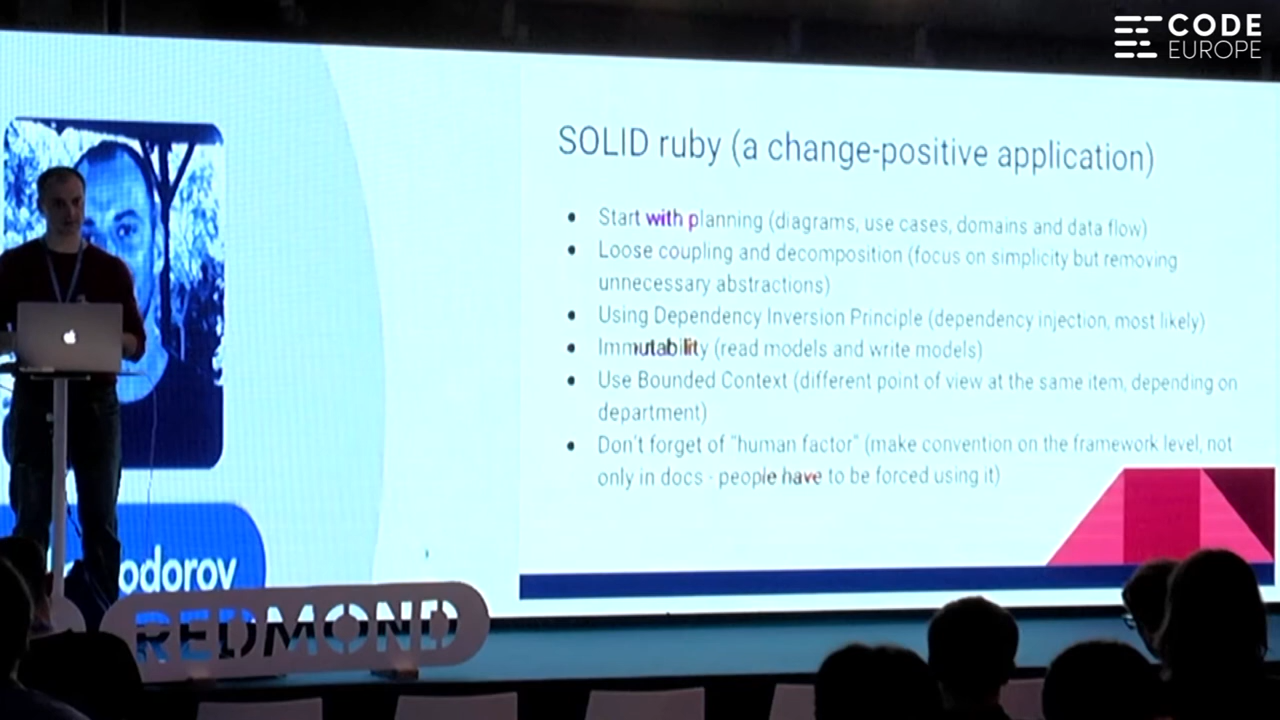 CODE
EUROPE
SOLID ruby (a change-positive application)
Start with planning (diagrams, use cases, domains and data flow)
Loose coupling and decomposition (focus on simplicity but removing
unnecessary abstractions)
Using Dependency Inversion Principle (dependency injection, most likely)
Immutability (read models and write models)
Use Bounded Context (different point of view at the same item, depending on
department)
Don't forget of "human factor" (make convention on the framework level, not
only in docs - people have to be forced using it)
odorov
REDMOND